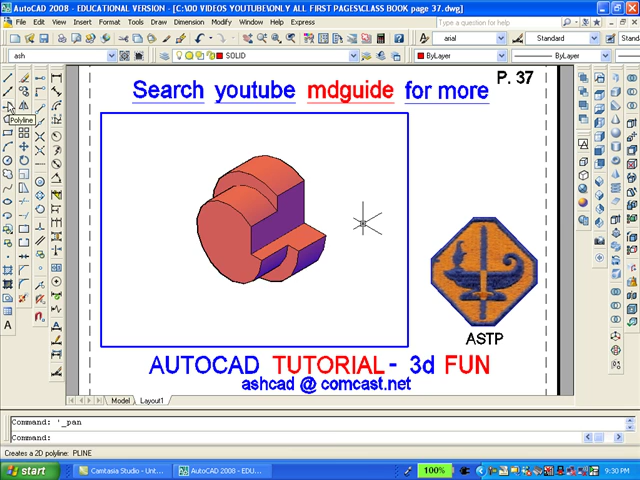 AutoCAD 2008 - EDUCATIONAL VERSION - [C:\00 VIDEOS YOUTUBE\ONLY ALL FIRST PAGES\CLASS BOOK page 37.dwg]
File Edit View Insert Format Tools Draw Dimension Modify Window Help Express
Type a question for help
arial Standard Standa
ash SOLID ByLayer ByLayer
Polyline
P. 37
Search youtube mdguide for more
ASTP
AUTOCAD TUTORIAL - 3d FUN
ashcad @ comcast.net
Model Layout1
Command: '_pan
Command:
Creates a 2D polyline: PLINE
start Camtasia Studio - Unt... AutoCAD 2008 - EDU... 100% 9:30 PM